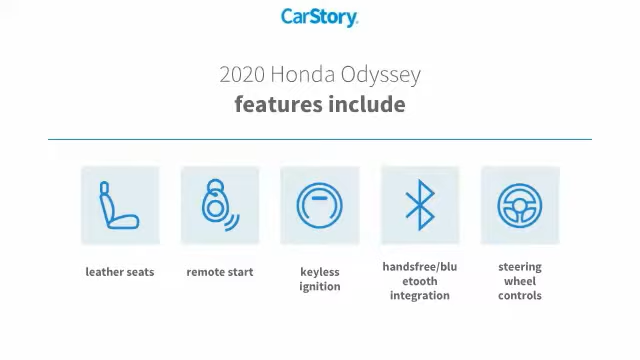 CarStory
2020 Honda Odyssey
features include
leather seats
remote start
keyless
ignition
handsfree/blu
etooth
integration
steering
wheel
controls